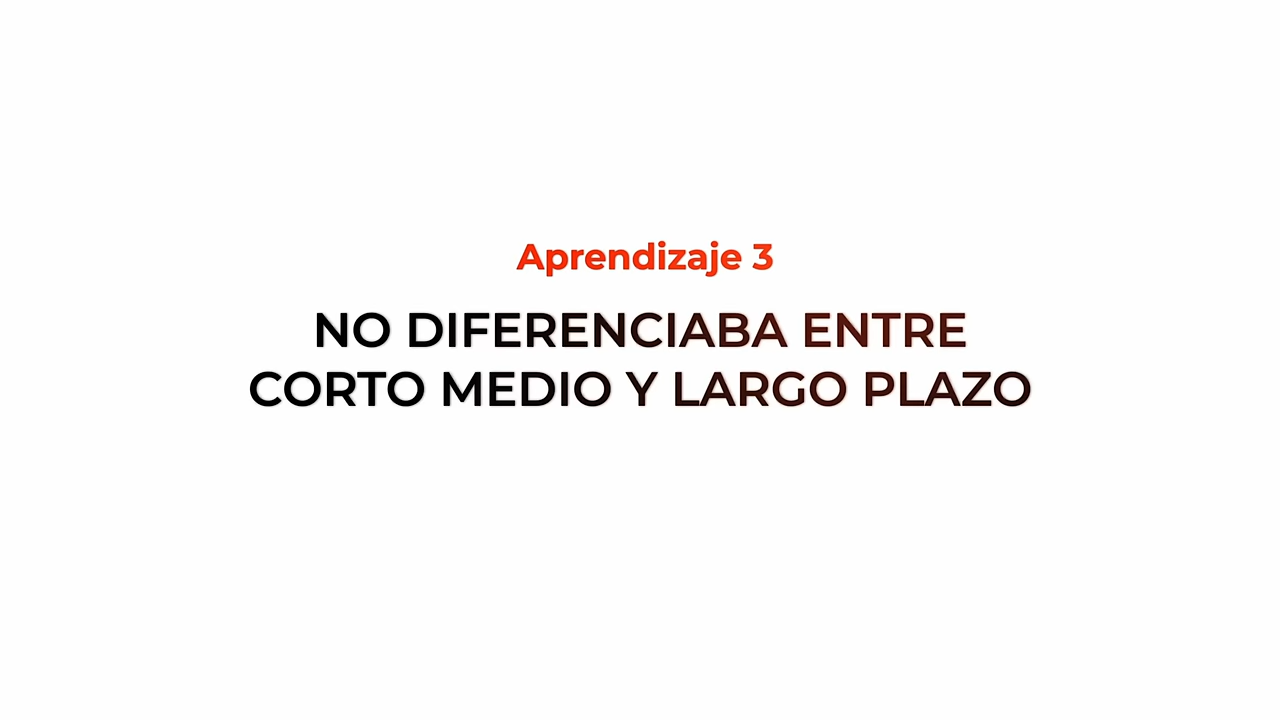 Aprendizaje 3
NO DIFERENCIABA ENTRE
CORTO MEDIO Y LARGO PLAZO